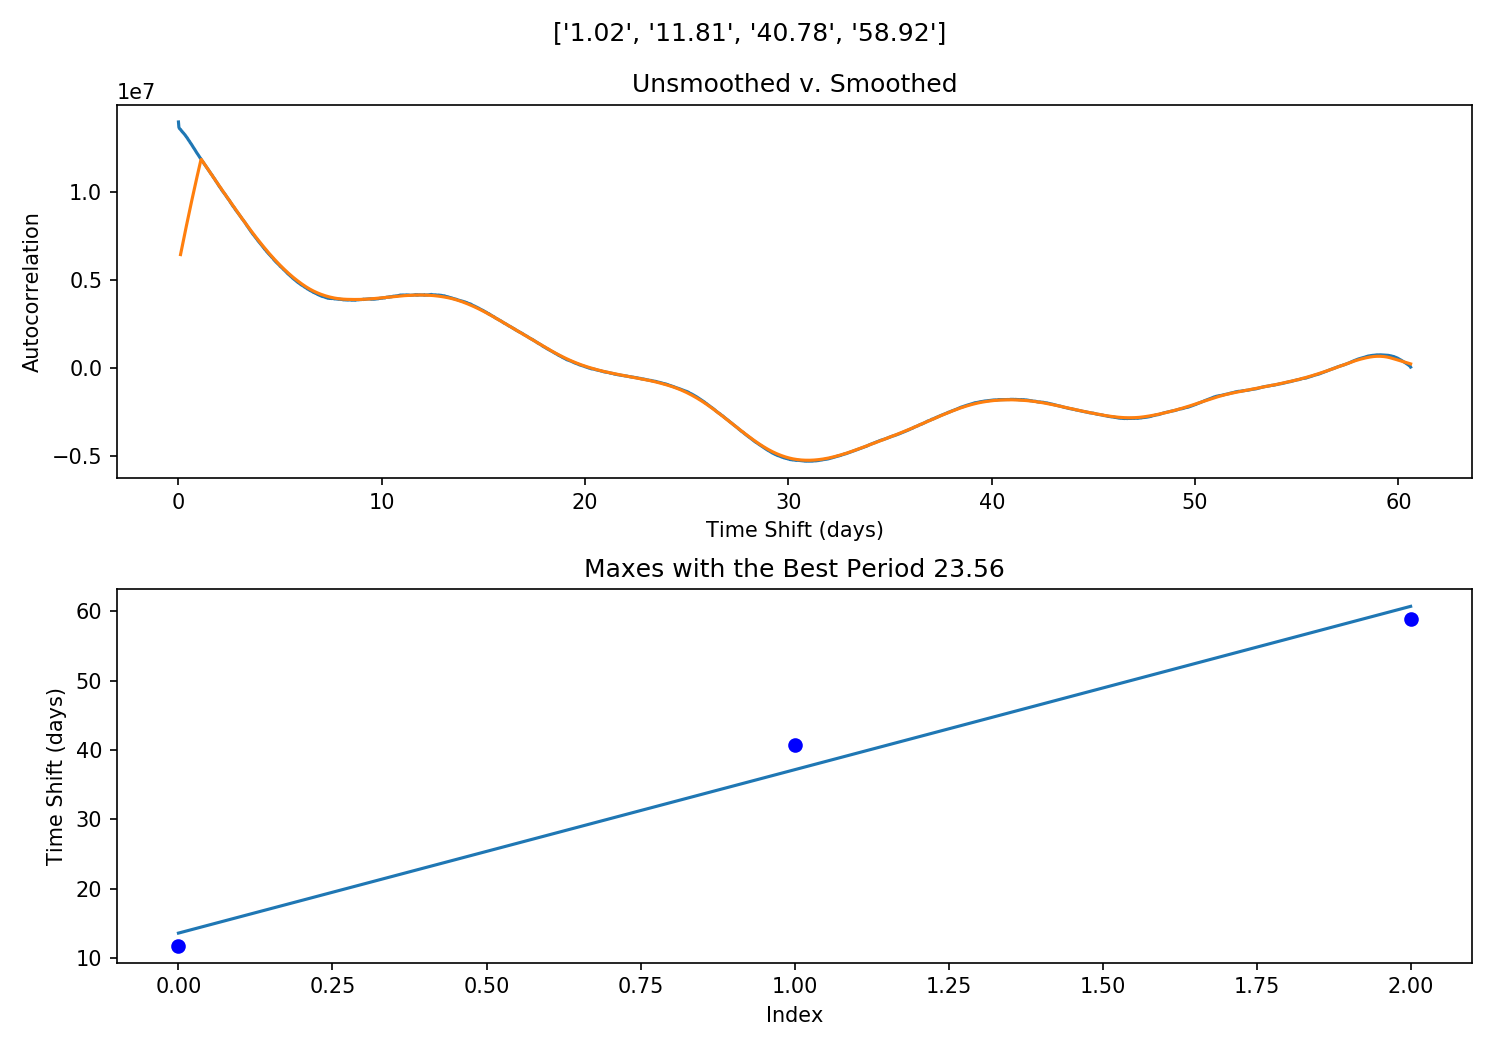 ['1.02', '11.81', '40.78', '58.92']
Unsmoothed v. Smoothed
1e7
1.0
0.5
0.0
−0.5
Autocorrelation
0 10 20 30 40 50 60
Time Shift (days)
Maxes with the Best Period 23.56
60
50
40
30
20
10
Time Shift (days)
0.00 0.25 0.50 0.75 1.00 1.25 1.50 1.75 2.00
Index